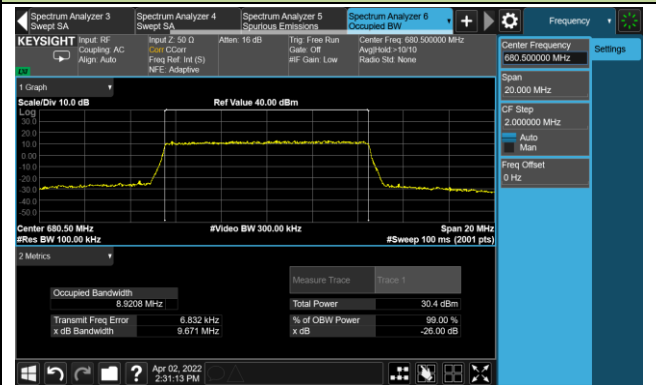 Spectrum Analyzer 3
Swept SA
Spectrum Analyzer 4
Swept SA
Spectrum Analyzer 5
Spurious Emissions
Spectrum Analyzer 6
Occupied BW
Frequency
KEYSIGHT
Input: RF
Coupling: AC
Align: Auto
Input Z: 50 Ω
Corr CCorr
Freq Ref: Int (S)
NFE: Adaptive
Atten: 16 dB
Trig: Free Run
Gate: Off
#IF Gain: Low
Center Freq: 680.500000 MHz
Avg|Hold:>10/10
Radio Std: None
Center Frequency
680.500000 MHz
Settings
Span
20.000 MHz
CF Step
2.000000 MHz
Auto
Man
Freq Offset
0 Hz
1 Graph
Scale/Div 10.0 dB
Ref Value 40.00 dBm
Log
30.0
20.0
10.0
0.00
-10.0
-20.0
-30.0
-40.0
-50.0
Center 680.50 MHz
#Video BW 300.00 kHz
Span 20 MHz
#Res BW 100.00 kHz
#Sweep 100 ms (2001 pts)
2 Metrics
Measure Trace
Trace 1
Occupied Bandwidth
8.9208 MHz
Total Power
30.4 dBm
Transmit Freq Error
6.832 kHz
% of OBW Power
99.00 %
x dB Bandwidth
9.671 MHz
x dB
-26.00 dB
Apr 02, 2022
2:31:13 PM